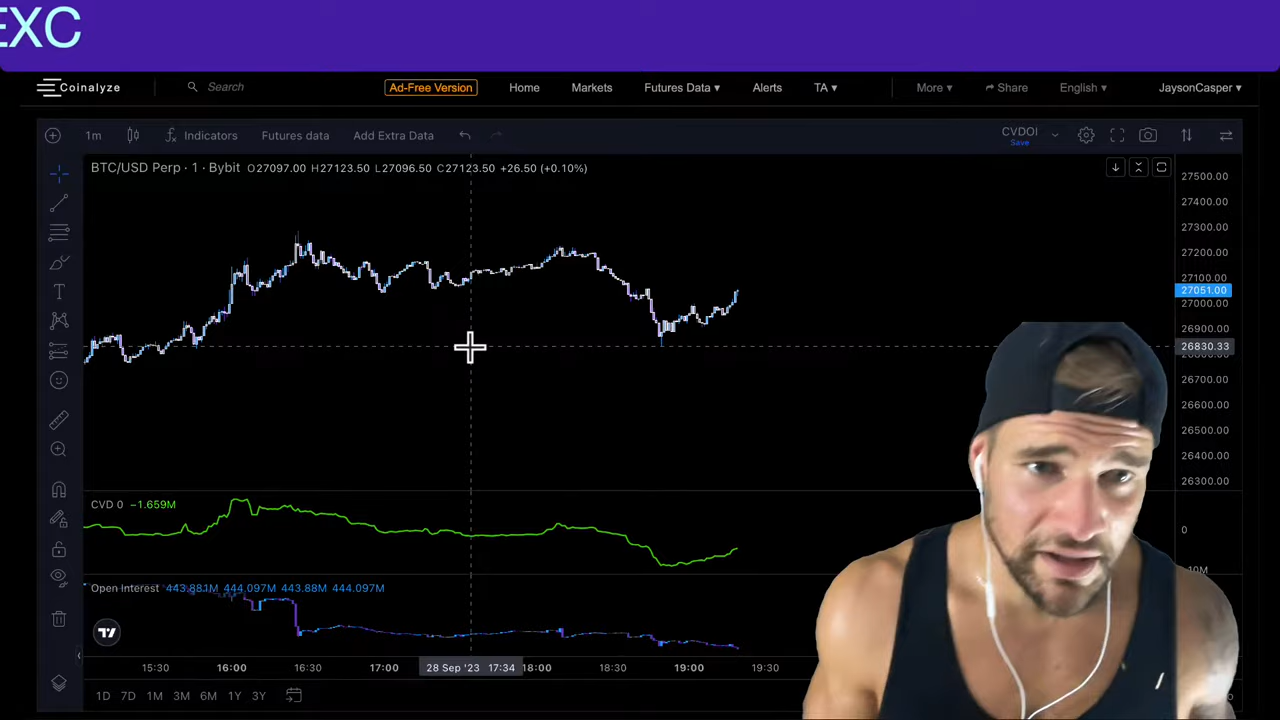 EXC
Coinalyze Search Ad-Free Version Home Markets Futures Data Alerts TA More Share English JaysonCasper
1m Indicators Futures data Add Extra Data CVDOI
Save
BTC/USD Perp · 1 · Bybit O27097.00 H27123.50 L27096.50 C27123.50 +26.50 (+0.10%)
27500.00
27400.00
27300.00
27200.00
27100.00
27051.00
27000.00
26900.00
26830.33
26700.00
26600.00
26500.00
26400.00
26300.00
CVD 0 −1.659M
0
Open Interest 443.881M 444.097M 443.88M 444.097M
15:30 16:00 16:30 17:00 28 Sep '23 17:34 18:00 18:30 19:00 19:30
1D 7D 1M 3M 6M 1Y 3Y